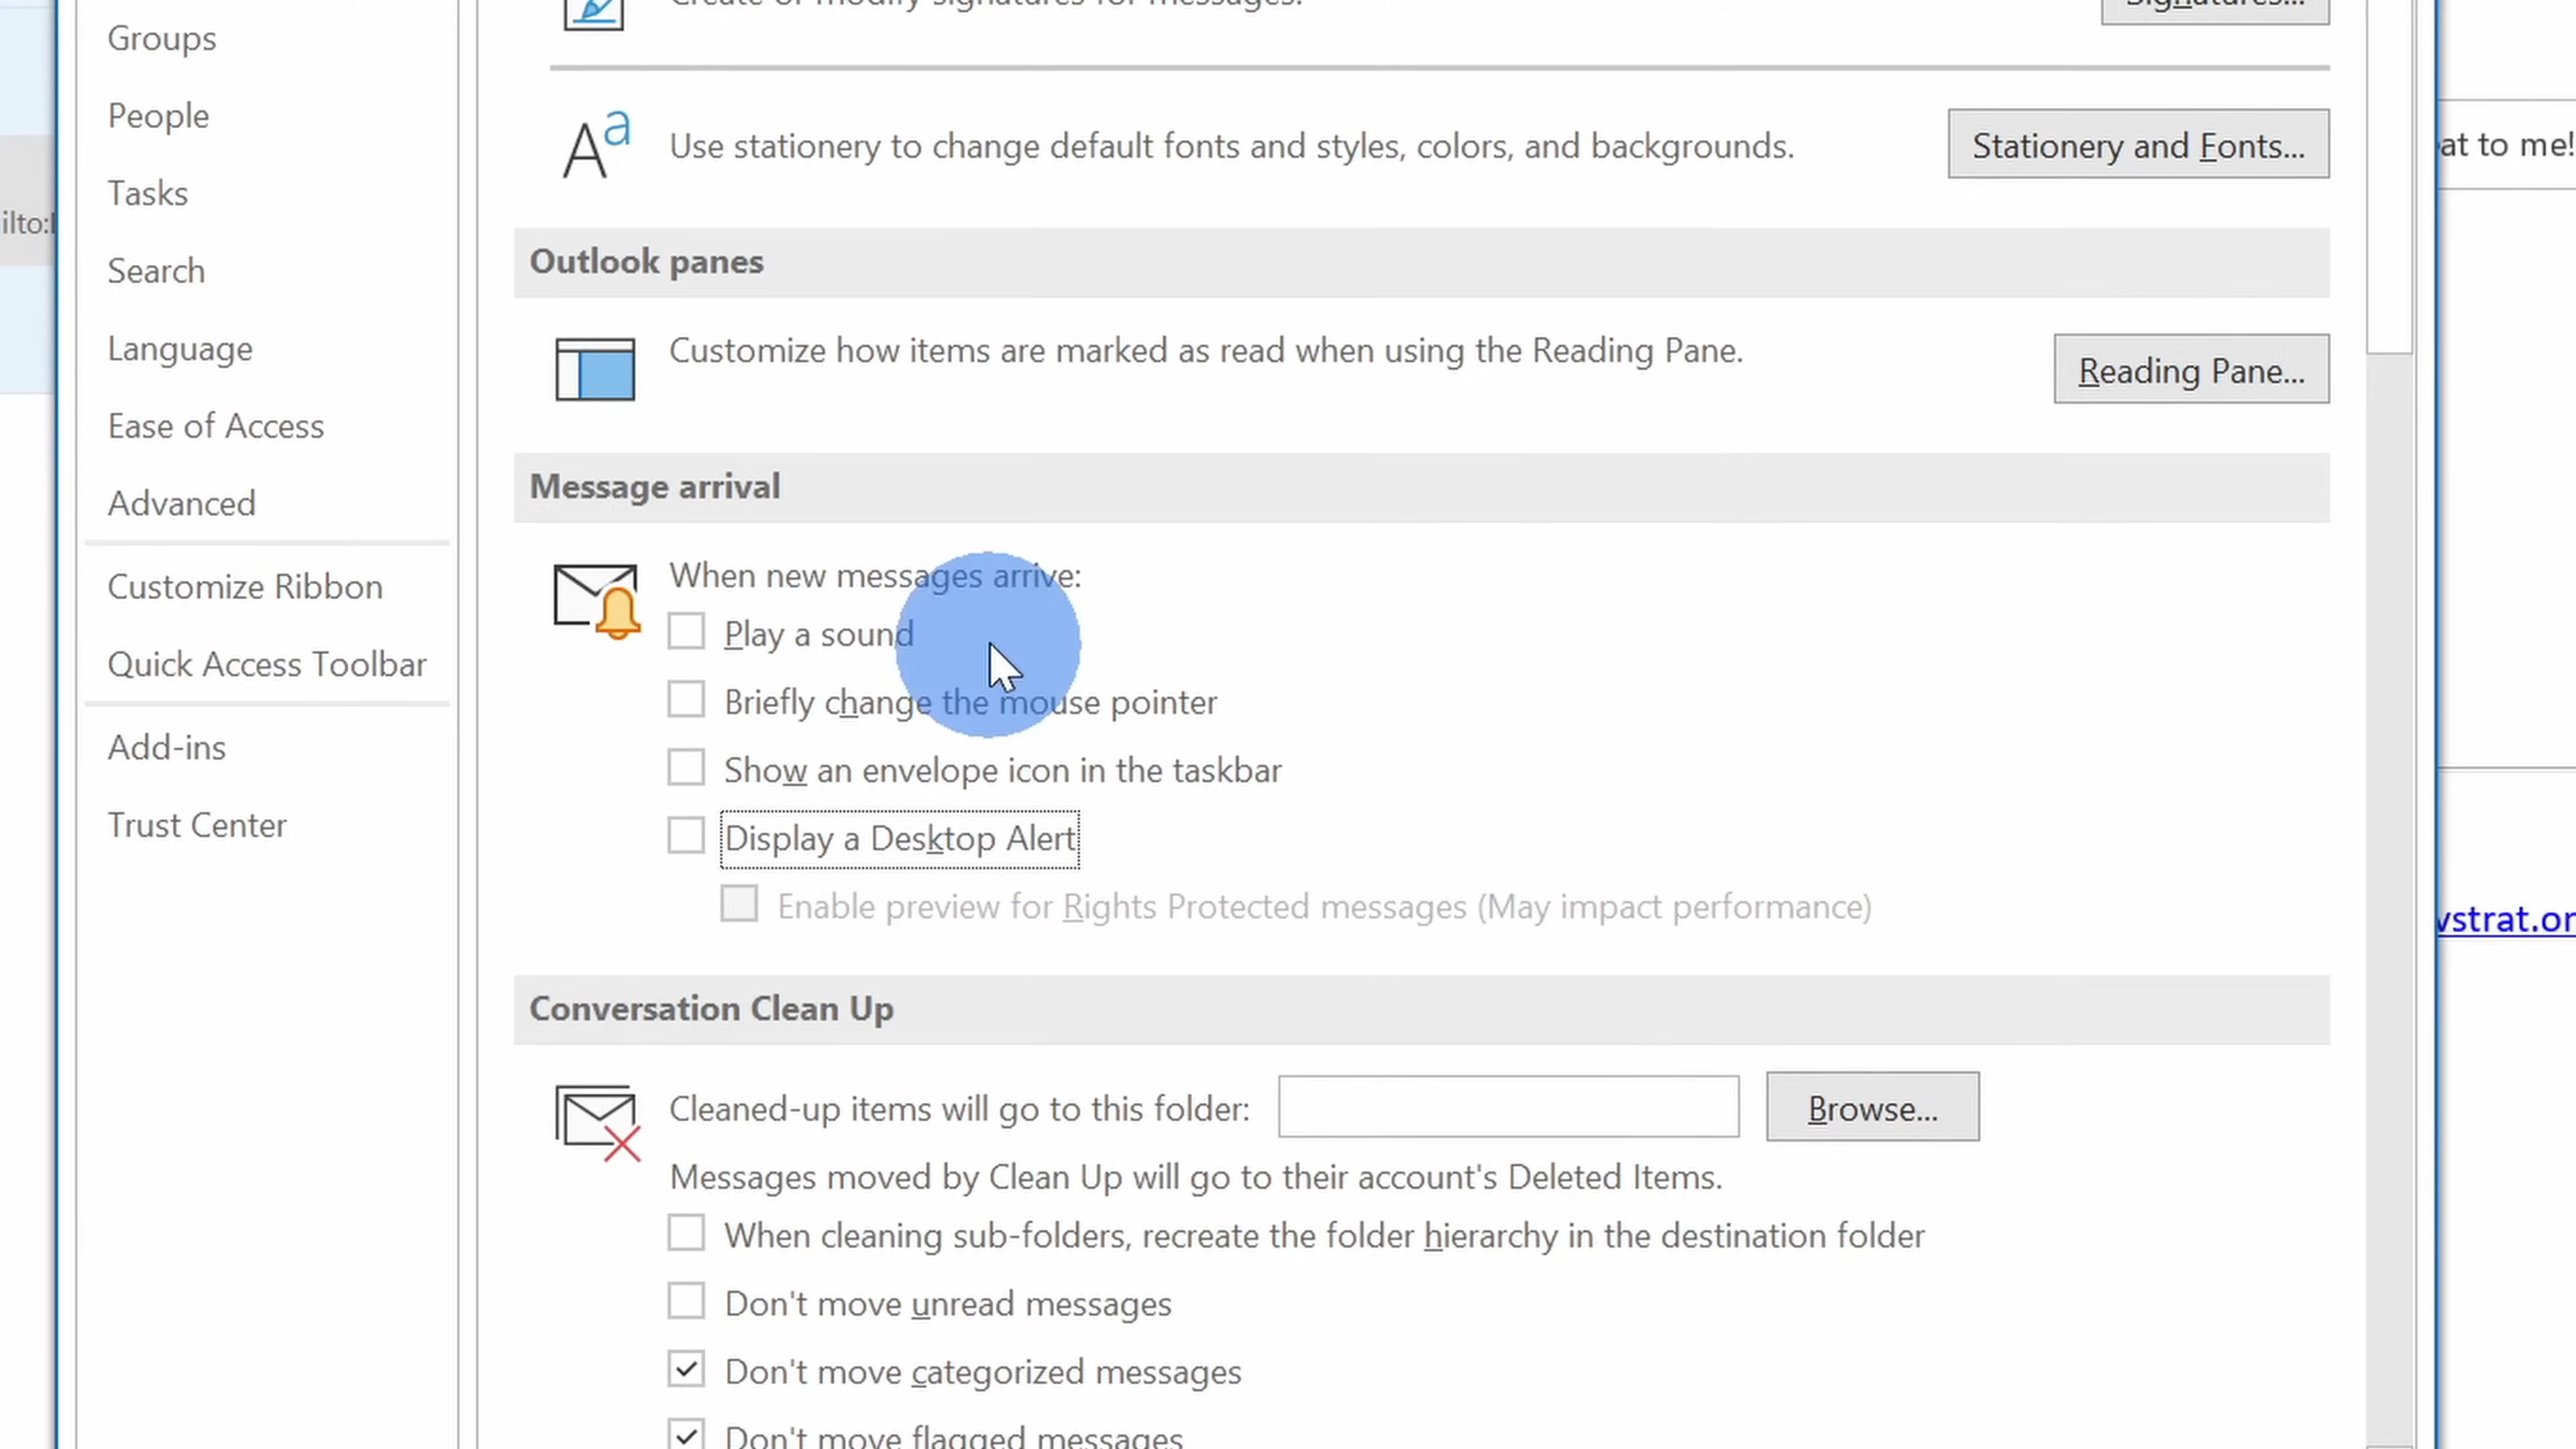 Groups
People
Tasks
Search
Language
Ease of Access
Advanced
Customize Ribbon
Quick Access Toolbar
Add-ins
Trust Center
Create or modify signatures for messages.
Signatures...
Aa
Use stationery to change default fonts and styles, colors, and backgrounds.
Stationery and Fonts...
Outlook panes
Customize how items are marked as read when using the Reading Pane.
Reading Pane...
Message arrival
When new messages arrive:
Play a sound
Briefly change the mouse pointer
Show an envelope icon in the taskbar
Display a Desktop Alert
Enable preview for Rights Protected messages (May impact performance)
Conversation Clean Up
Cleaned-up items will go to this folder:
Browse...
Messages moved by Clean Up will go to their account's Deleted Items.
When cleaning sub-folders, recreate the folder hierarchy in the destination folder
Don't move unread messages
Don't move categorized messages
Don't move flagged messages
ilto:
at to me!
vstrat.or